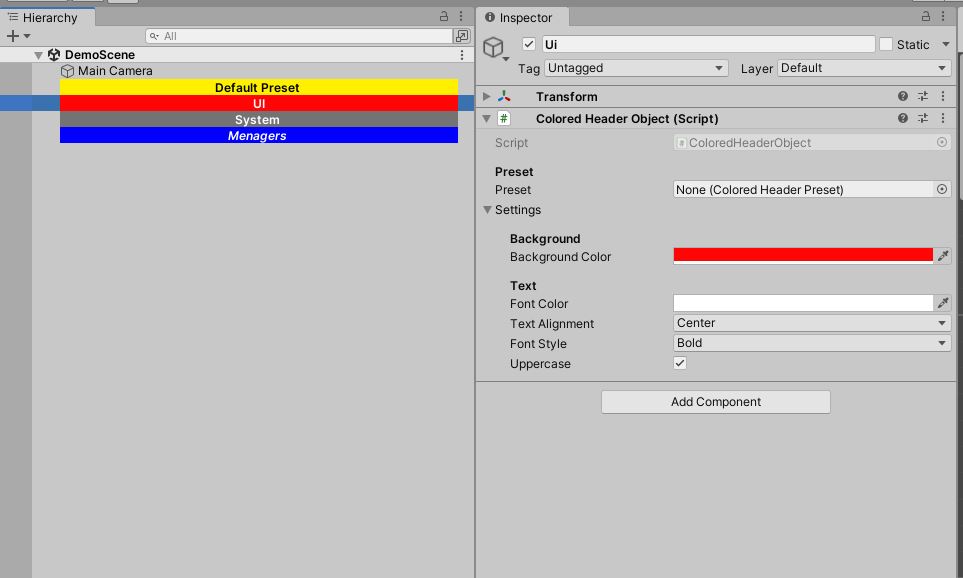 Hierarchy
All
DemoScene
Main Camera
Default Preset
UI
System
Menagers
Inspector
Ui
Static
Tag Untagged Layer Default
Transform
# Colored Header Object (Script)
Script # ColoredHeaderObject
Preset
Preset None (Colored Header Preset)
Settings
Background
Background Color
Text
Font Color
Text Alignment Center
Font Style Bold
Uppercase
Add Component